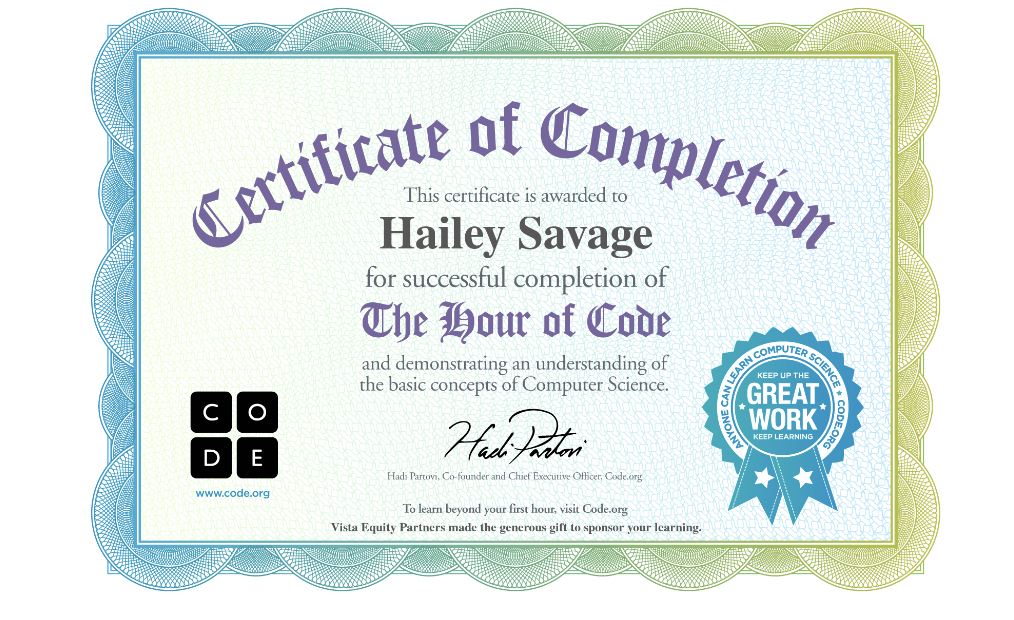 Certificate of Completion
This certificate is awarded to
Hailey Savage
for successful completion of
The Hour of Code
and demonstrating an understanding of
the basic concepts of Computer Science.
CO
DE
www.code.org
Hadi Partovi
Hadi Partovi, Co-founder and Chief Executive Officer, Code.org
To learn beyond your first hour, visit Code.org
Vista Equity Partners made the generous gift to sponsor your learning.
ANYONE CAN LEARN COMPUTER SCIENCE ★ CODE.ORG
KEEP UP THE
GREAT
WORK
KEEP LEARNING